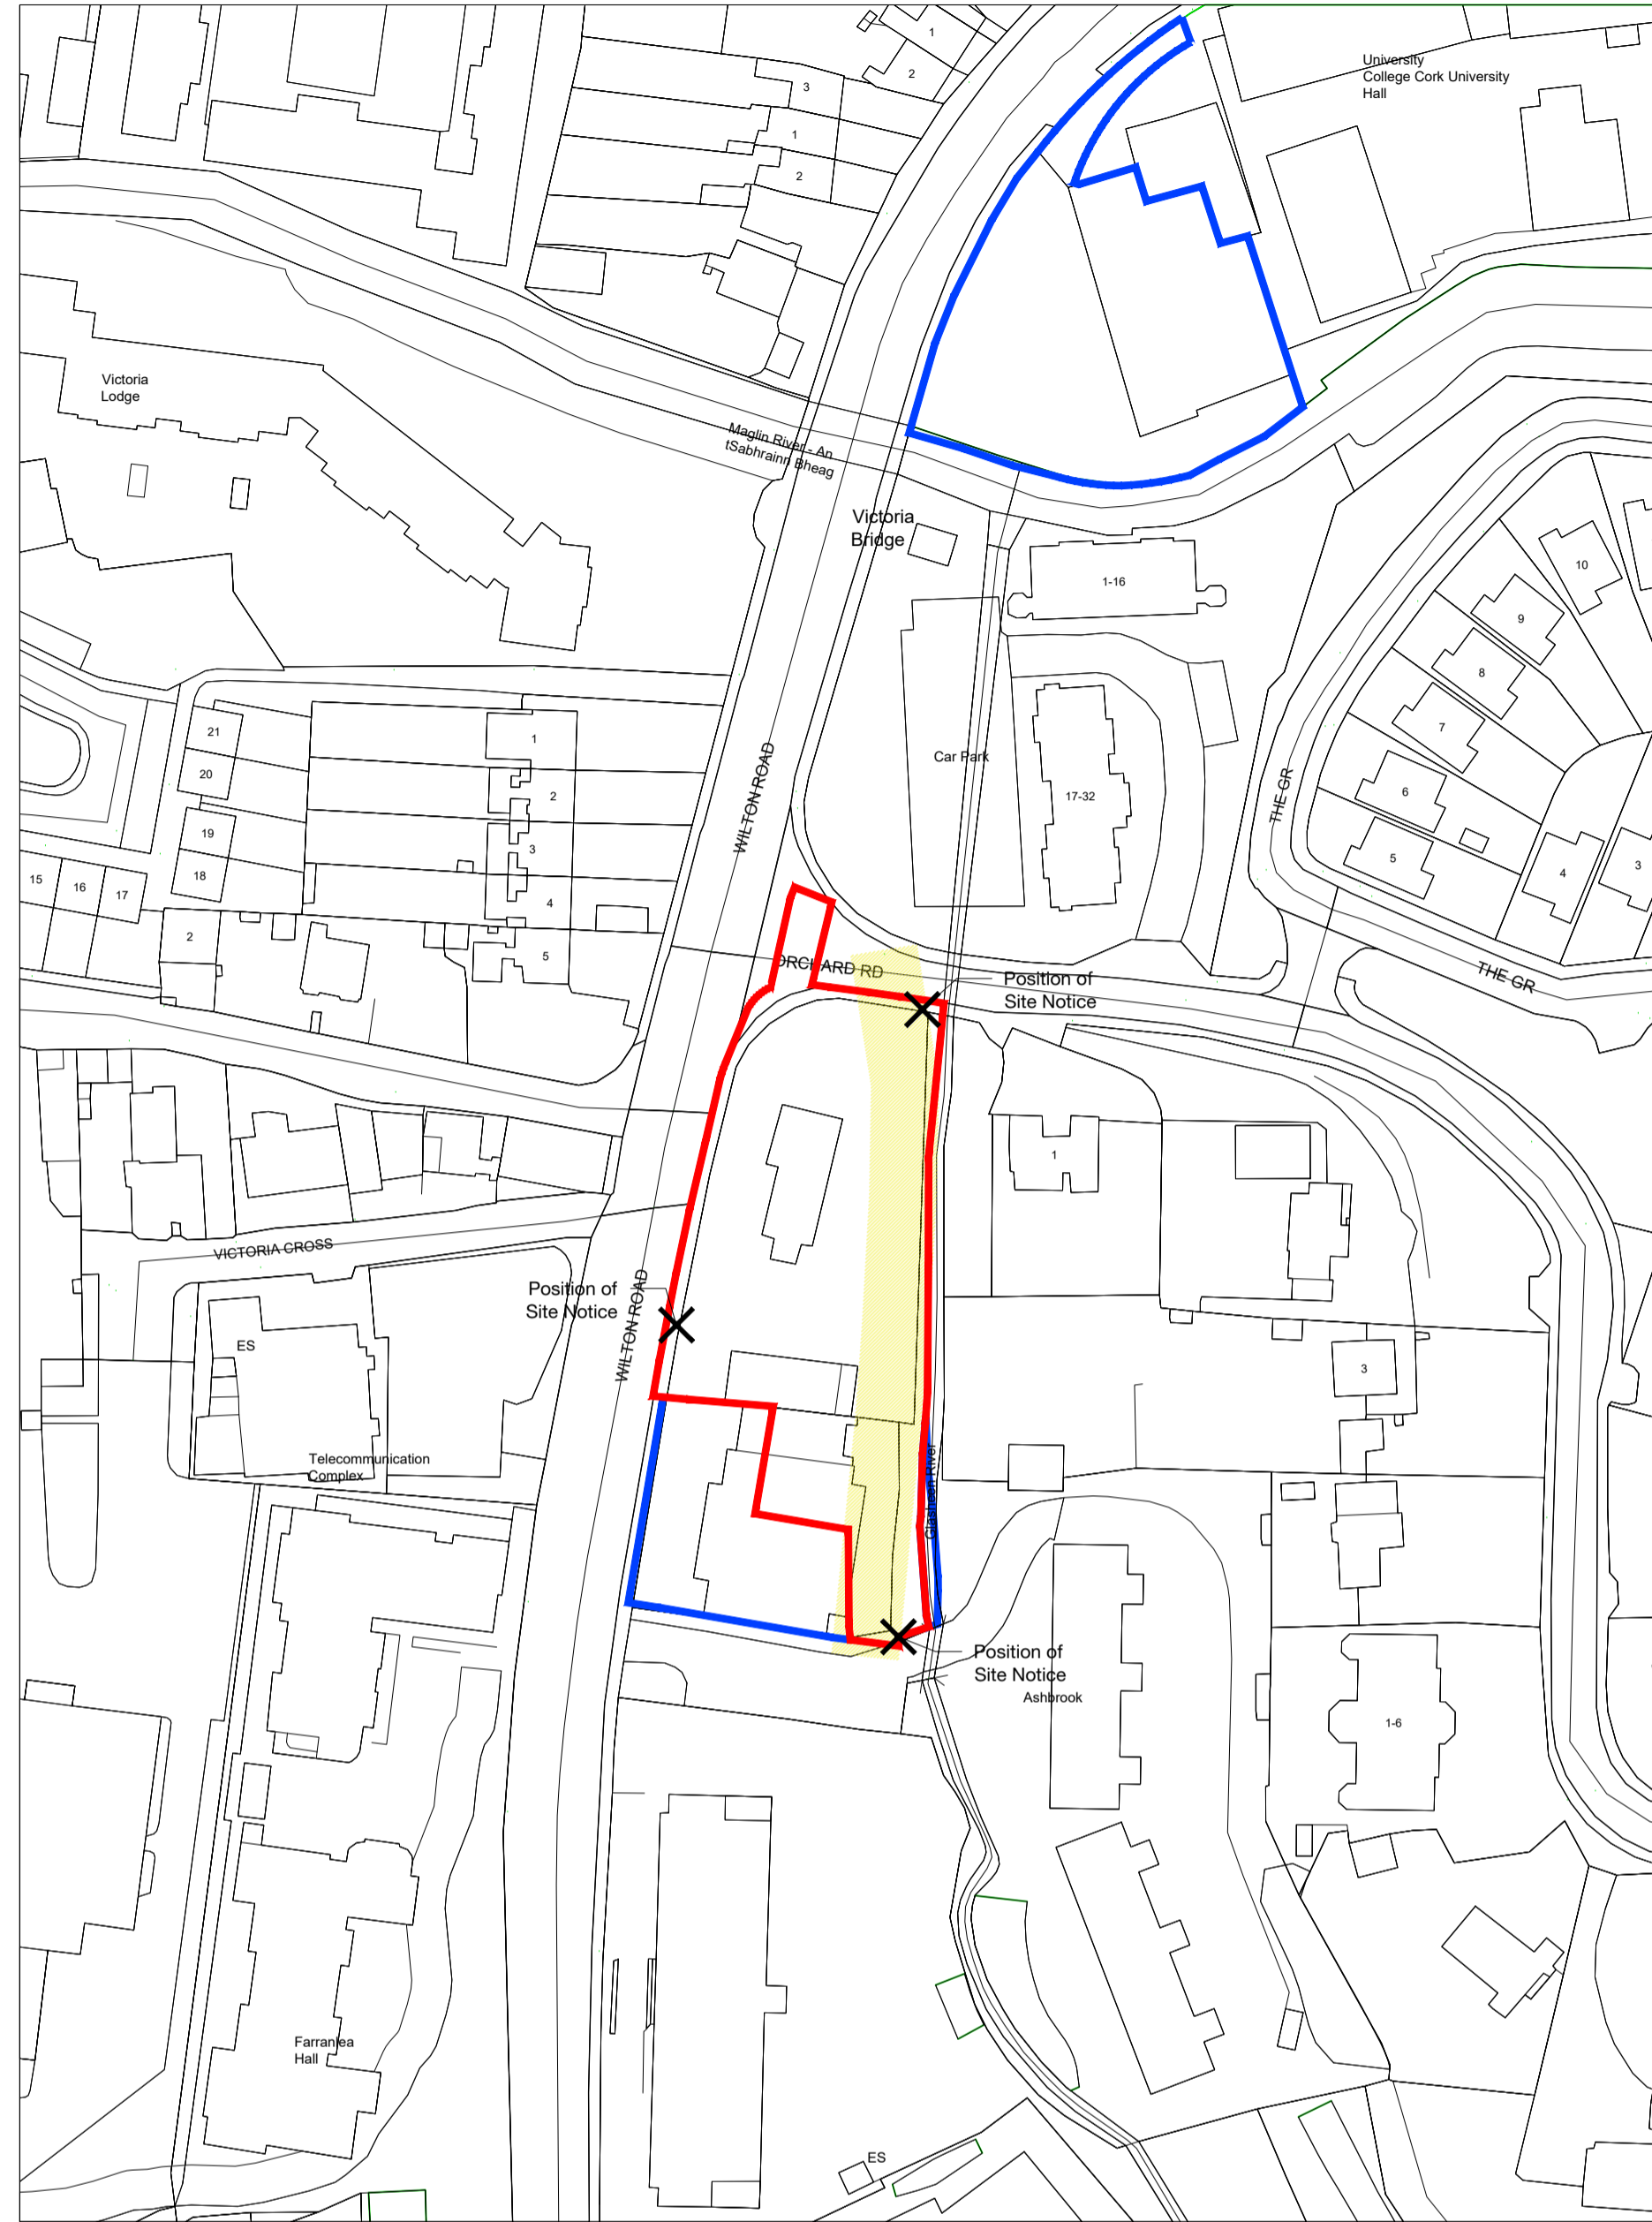 1
2
3
1
2
University
College Cork University
Hall
Victoria
Lodge
Maglin River - An
tSabhrainn Bheag
Victoria
Bridge
1-16
10
9
8
7
6
5
4
3
THE GR
THE GR
Car Park
17-32
WILTON ROAD
21
20
19
18
15
16
17
2
1
2
3
4
5
ORCHARD RD
Position of
Site Notice
1
VICTORIA CROSS
Position of
Site Notice
WILTON ROAD
ES
3
Telecommunication
Complex
Glasheen River
Position of
Site Notice
Ashbrook
1-6
Farranlea
Hall
ES